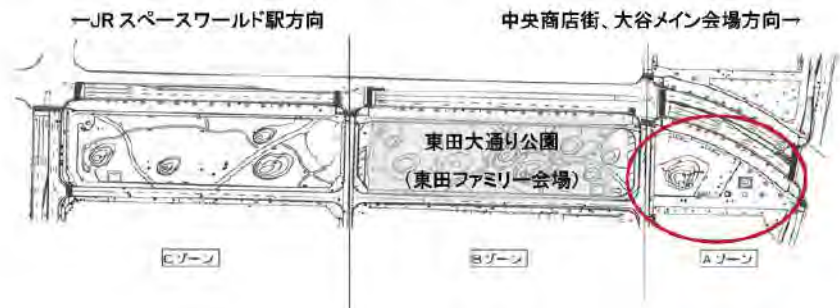 ←JR スペースワールド駅方向
中央商店街、大谷メイン会場方向→
東田大通り公園
(東田ファミリー会場)
Cゾーン
Bゾーン
Aゾーン